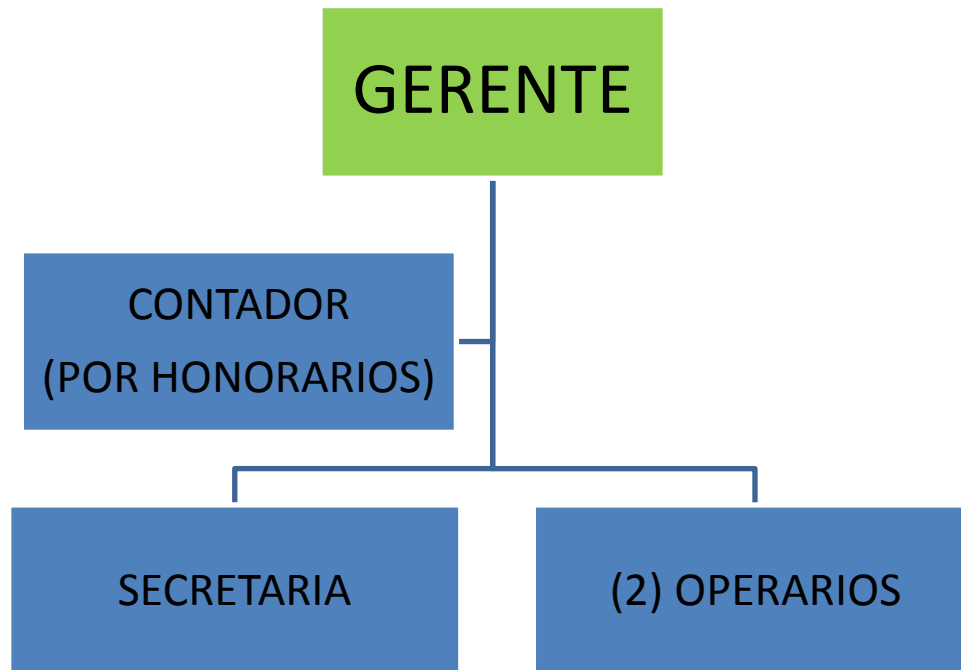 GERENTE
CONTADOR
(POR HONORARIOS)
SECRETARIA
(2) OPERARIOS